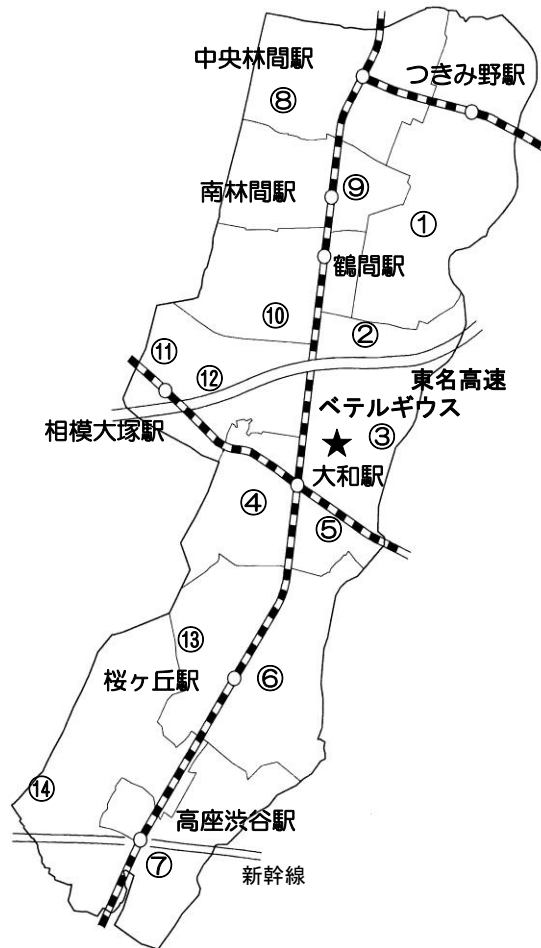 中央林間駅
つきみ野駅
⑧
南林間駅
⑨
①
鶴間駅
⑩
②
⑪
⑫
東名高速
ベテルギウス
相模大塚駅
③
★
大和駅
④
⑤
⑬
桜ヶ丘駅
⑥
⑭
高座渋谷駅
⑦
新幹線